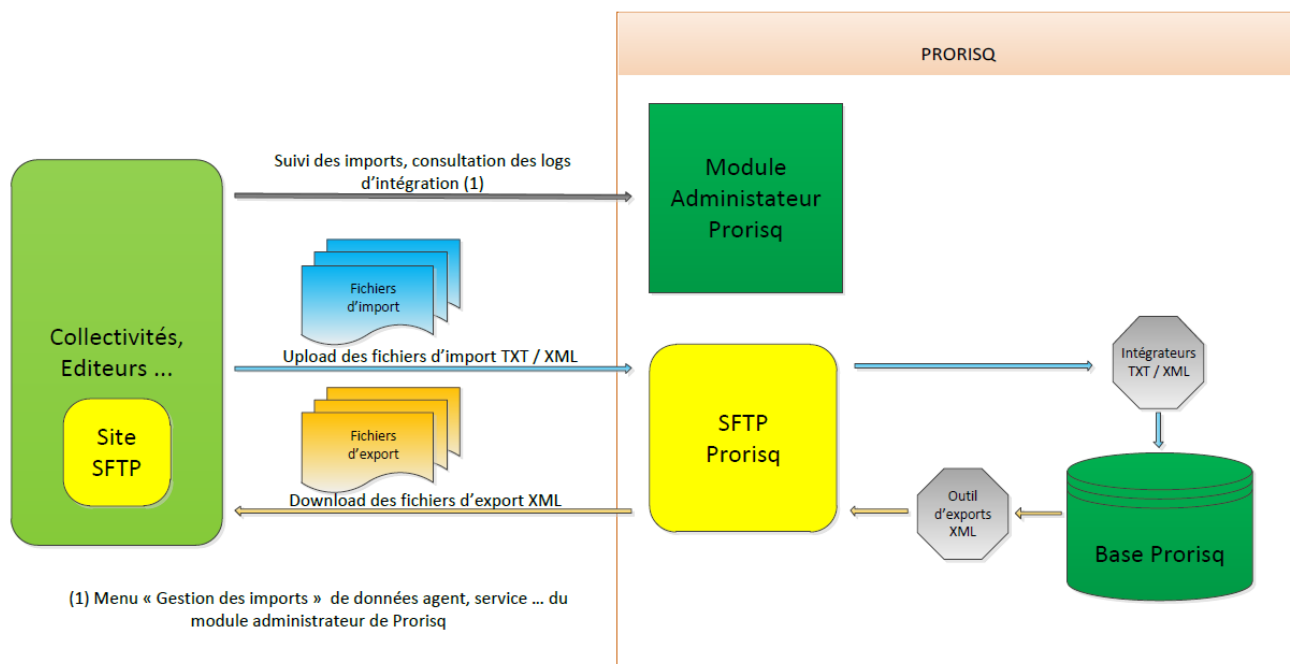 PRORISQ
Suivi des imports, consultation des logs
d’intégration (1)
Module
Administateur
Prorisq
Fichiers
d’import
Collectivités,
Editeurs ...
Upload des fichiers d’import TXT / XML
Intégrateurs
TXT / XML
Site
SFTP
Fichiers
d’export
SFTP
Prorisq
Download des fichiers d’export XML
Outil
d’exports
XML
Base Prorisq
(1) Menu « Gestion des imports »  de données agent, service ... du
module administrateur de Prorisq